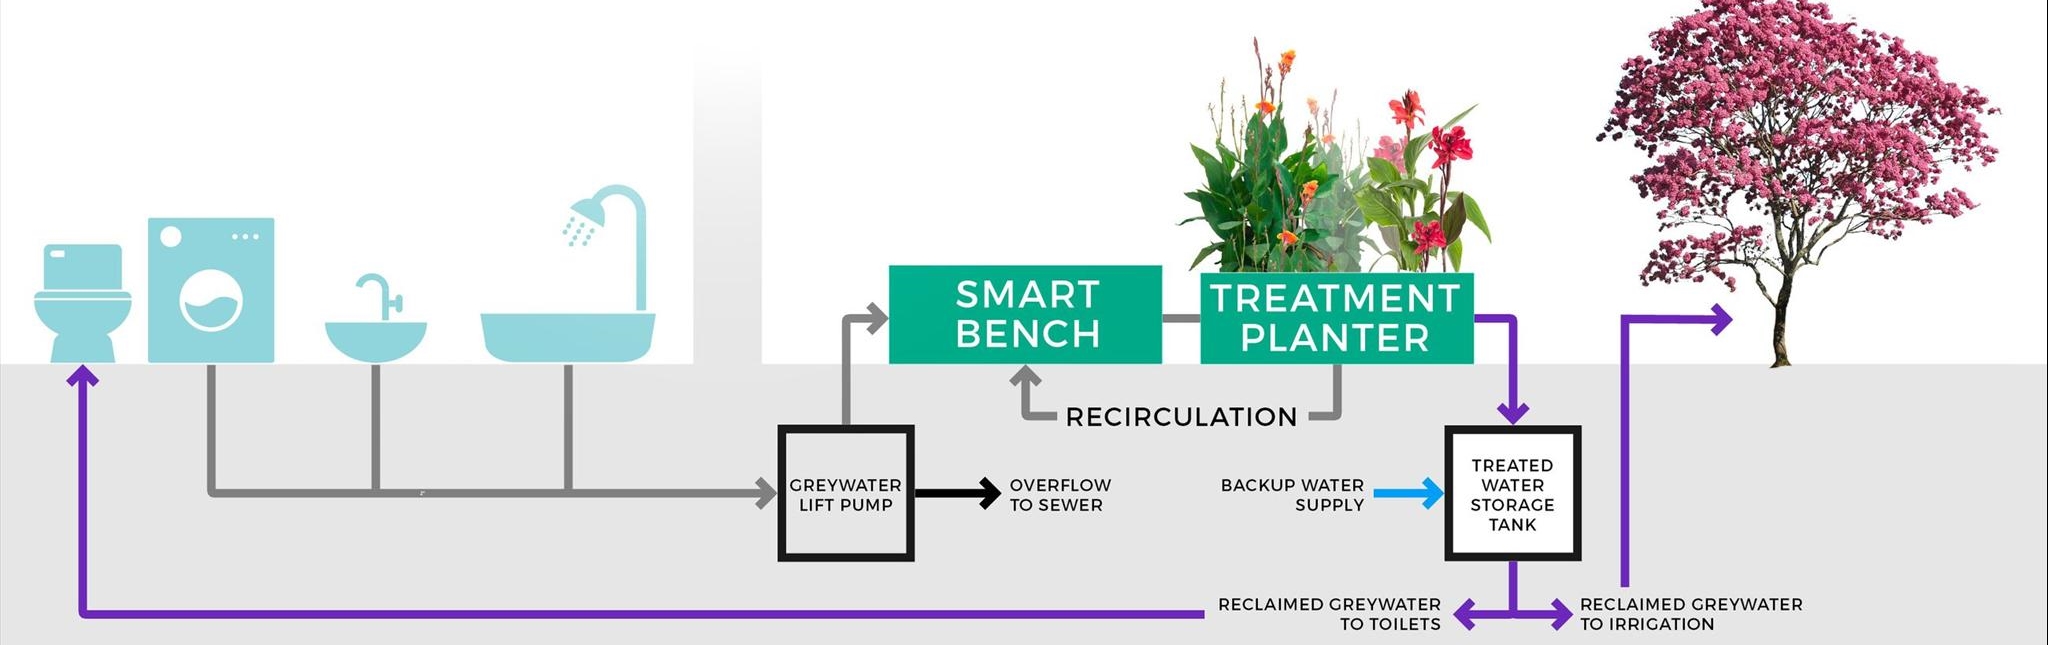 SMART
BENCH
TREATMENT
PLANTER
RECIRCULATION
GREYWATER
LIFT PUMP
OVERFLOW
TO SEWER
BACKUP WATER
SUPPLY
TREATED
WATER
STORAGE
TANK
RECLAIMED GREYWATER
TO TOILETS
RECLAIMED GREYWATER
TO IRRIGATION